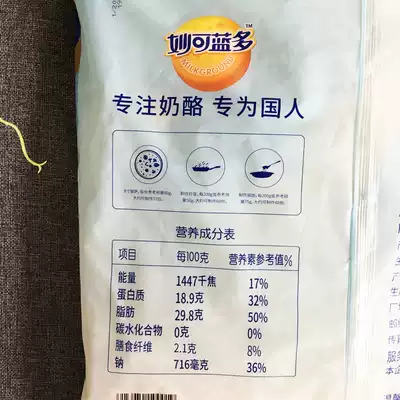 妙可蓝多™
MILKGROUND
专注奶酪 专为国人
营养成分表
项目 每100克 营养素参考值%
能量 1447千焦 17%
蛋白质 18.9克 32%
脂肪 29.8克 50%
碳水化合物 0克 0%
膳食纤维 2.1克 8%
钠 716毫克 36%